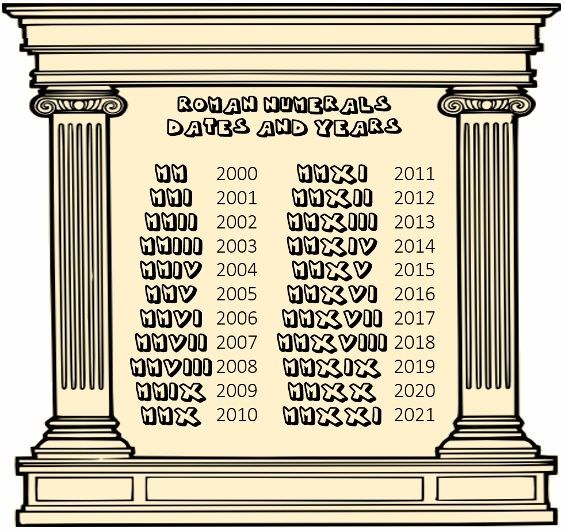 ROMAN NUMERALS
DATES AND YEARS
MM 2000 MMXI 2011
MMI 2001 MMXII 2012
MMII 2002 MMXIII 2013
MMIII 2003 MMXIV 2014
MMIV 2004 MMXV 2015
MMV 2005 MMXVI 2016
MMVI 2006 MMXVII 2017
MMVII 2007 MMXVIII 2018
MMVIII 2008 MMXIX 2019
MMIX 2009 MMXX 2020
MMX 2010 MMXXI 2021